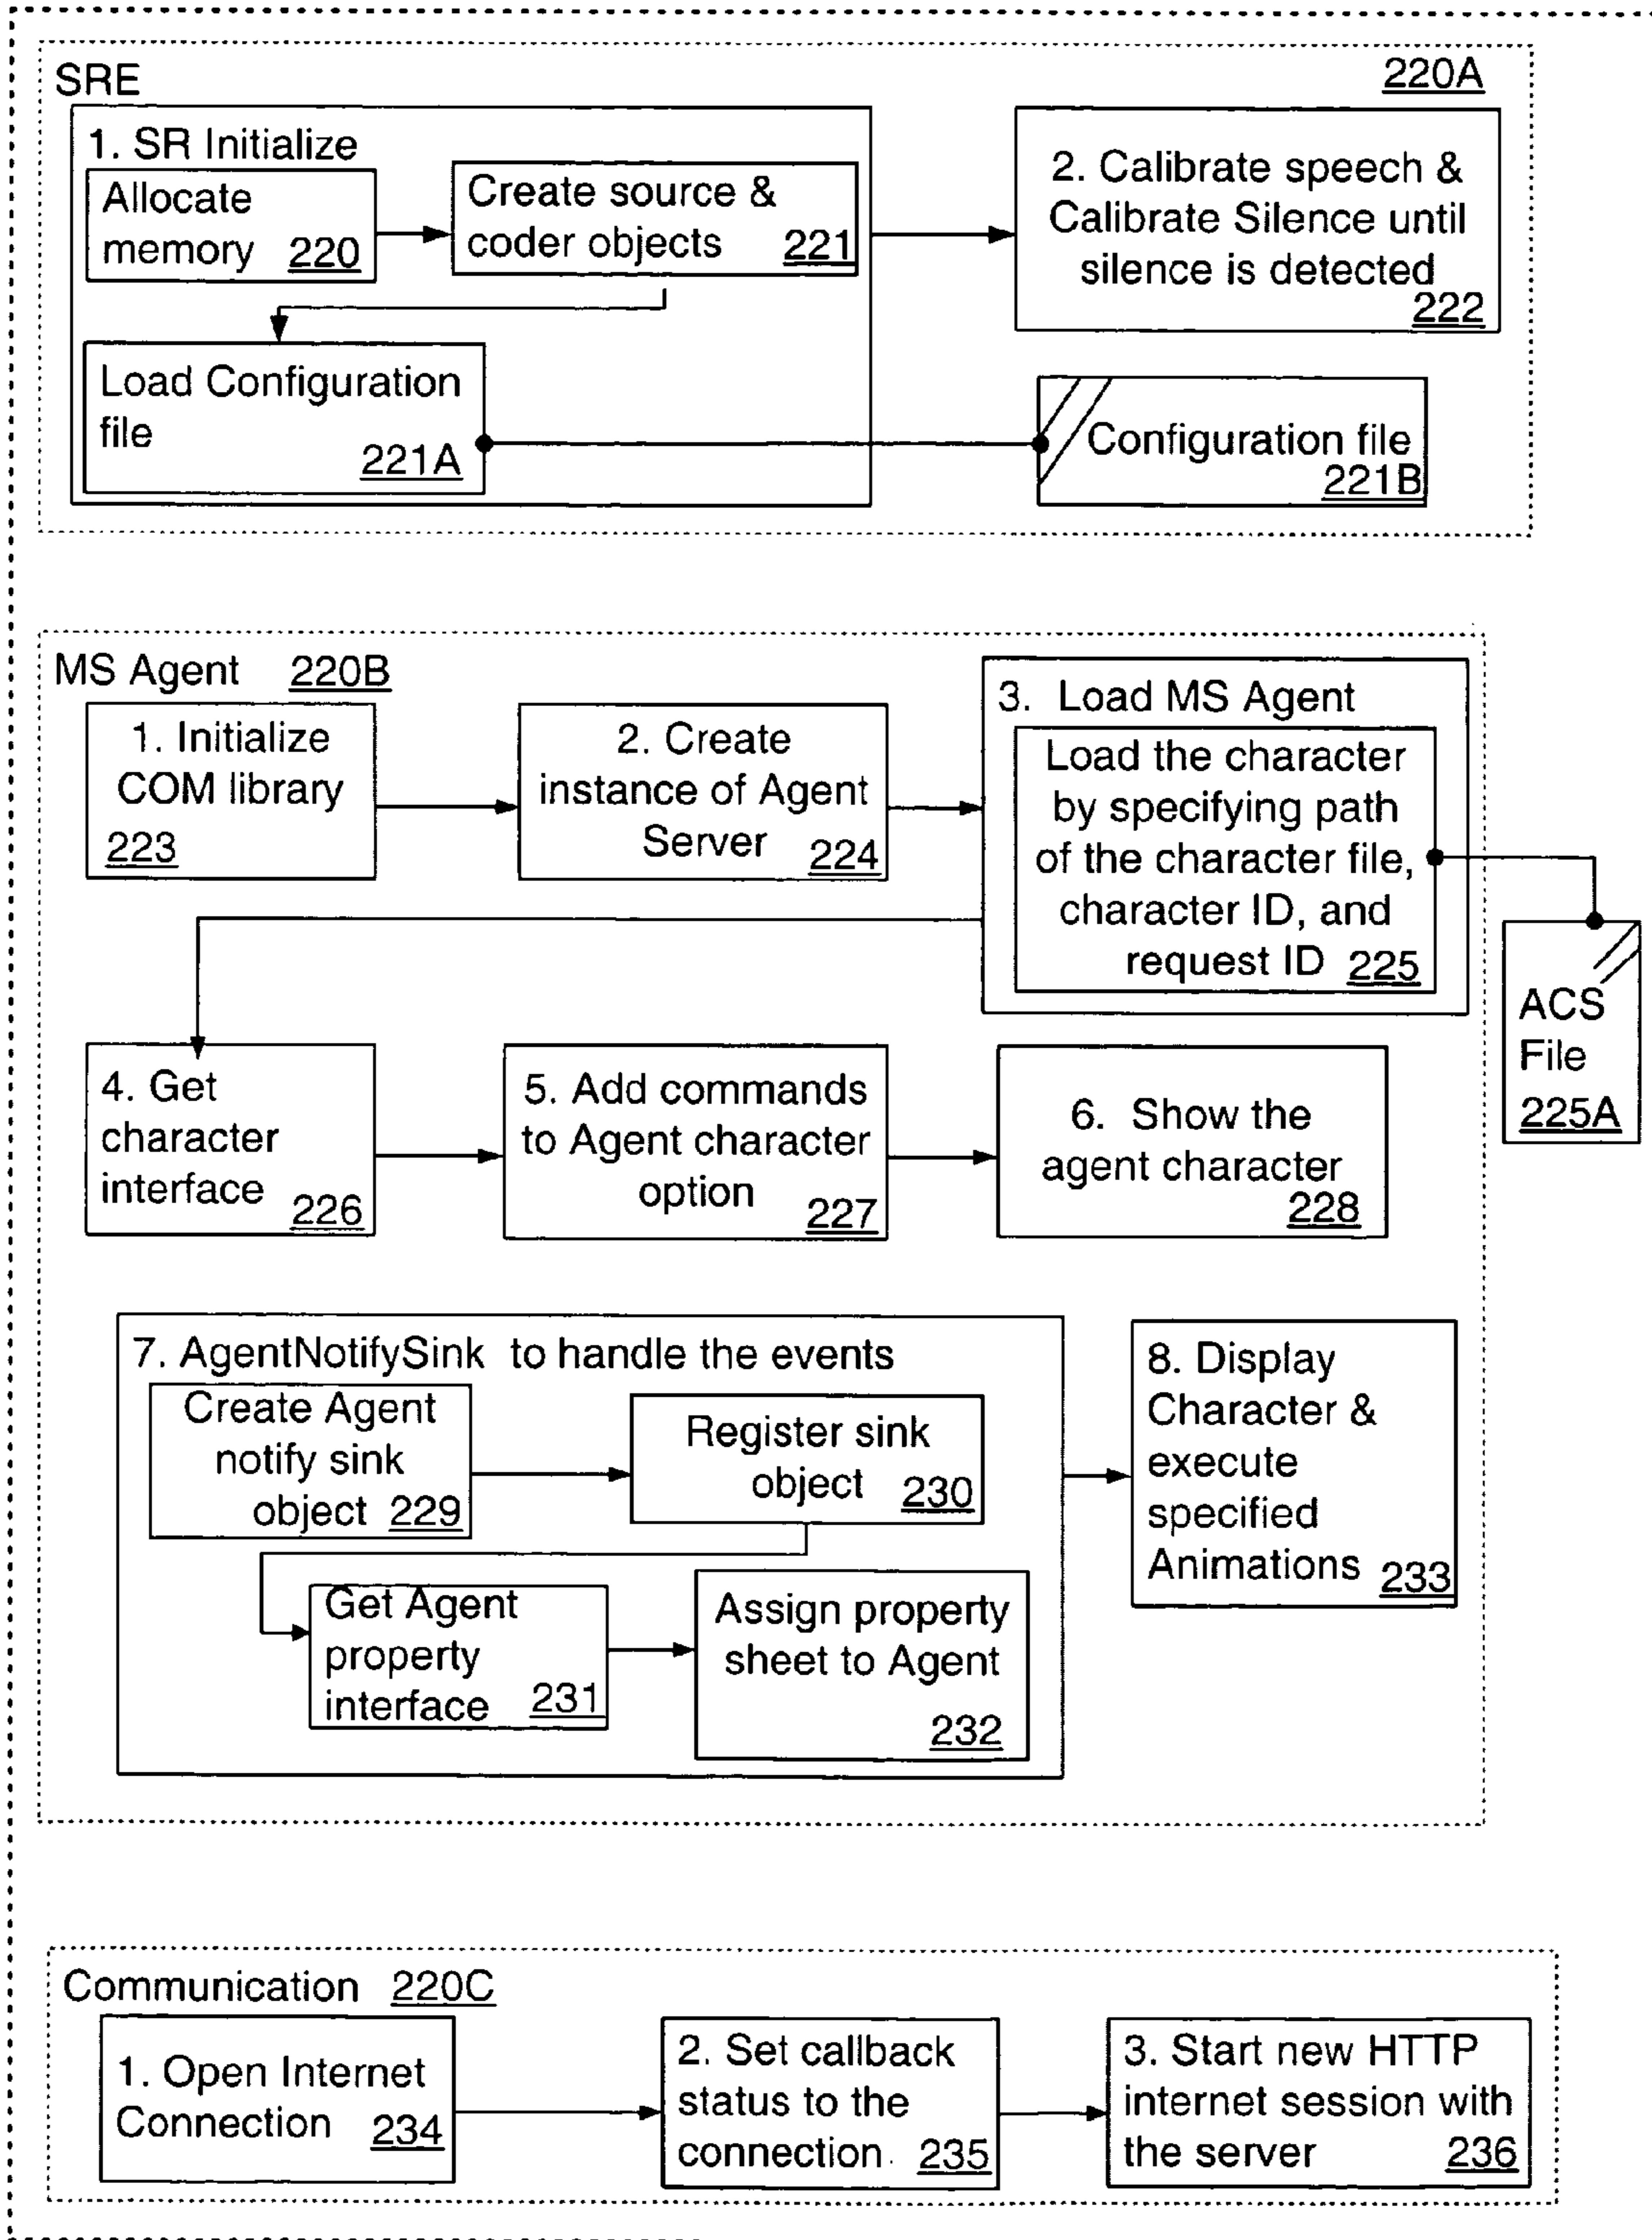 SRE
220A
1. SR Initialize
Allocate
memory 220
Create source &
coder objects 221
2. Calibrate speech &
Calibrate Silence until
silence is detected
222
Load Configuration
file
221A
Configuration file
221B
MS Agent 220B
1. Initialize
COM library
223
2. Create
instance of Agent
Server 224
3. Load MS Agent
Load the character
by specifying path
of the character file,
character ID, and
request ID 225
ACS
File
225A
4. Get
character
interface 226
5. Add commands
to Agent character
option 227
6. Show the
agent character
228
7. AgentNotifySink to handle the events
Create Agent
notify sink
object 229
Register sink
object 230
Get Agent
property
interface 231
Assign property
sheet to Agent
232
8. Display
Character &
execute
specified
Animations 233
Communication 220C
1. Open Internet
Connection 234
2. Set callback
status to the
connection. 235
3. Start new HTTP
internet session with
the server 236